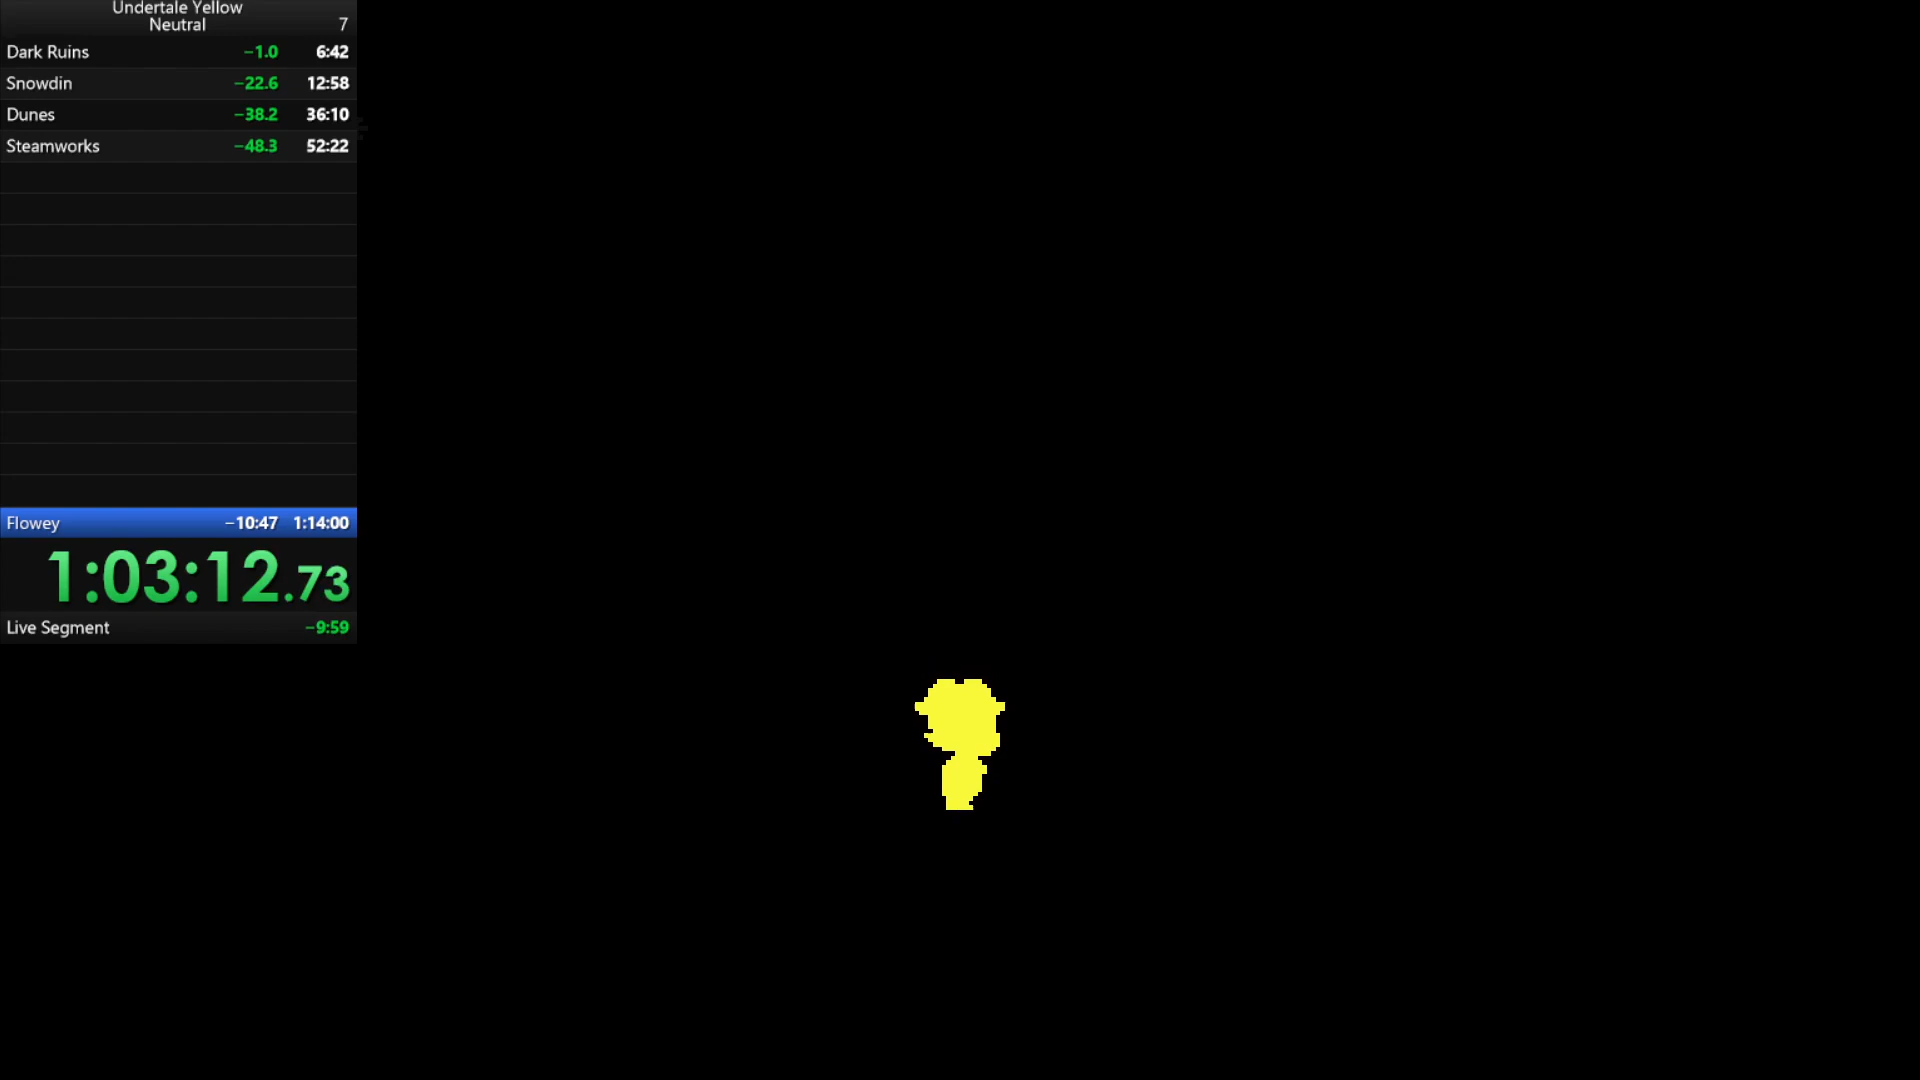 Undertale Yellow
Neutral 7
Dark Ruins −1.0 6:42
Snowdin −22.6 12:58
Dunes −38.2 36:10
Steamworks −48.3 52:22
Flowey −10:47 1:14:00
1:03:12.73
Live Segment −9:59